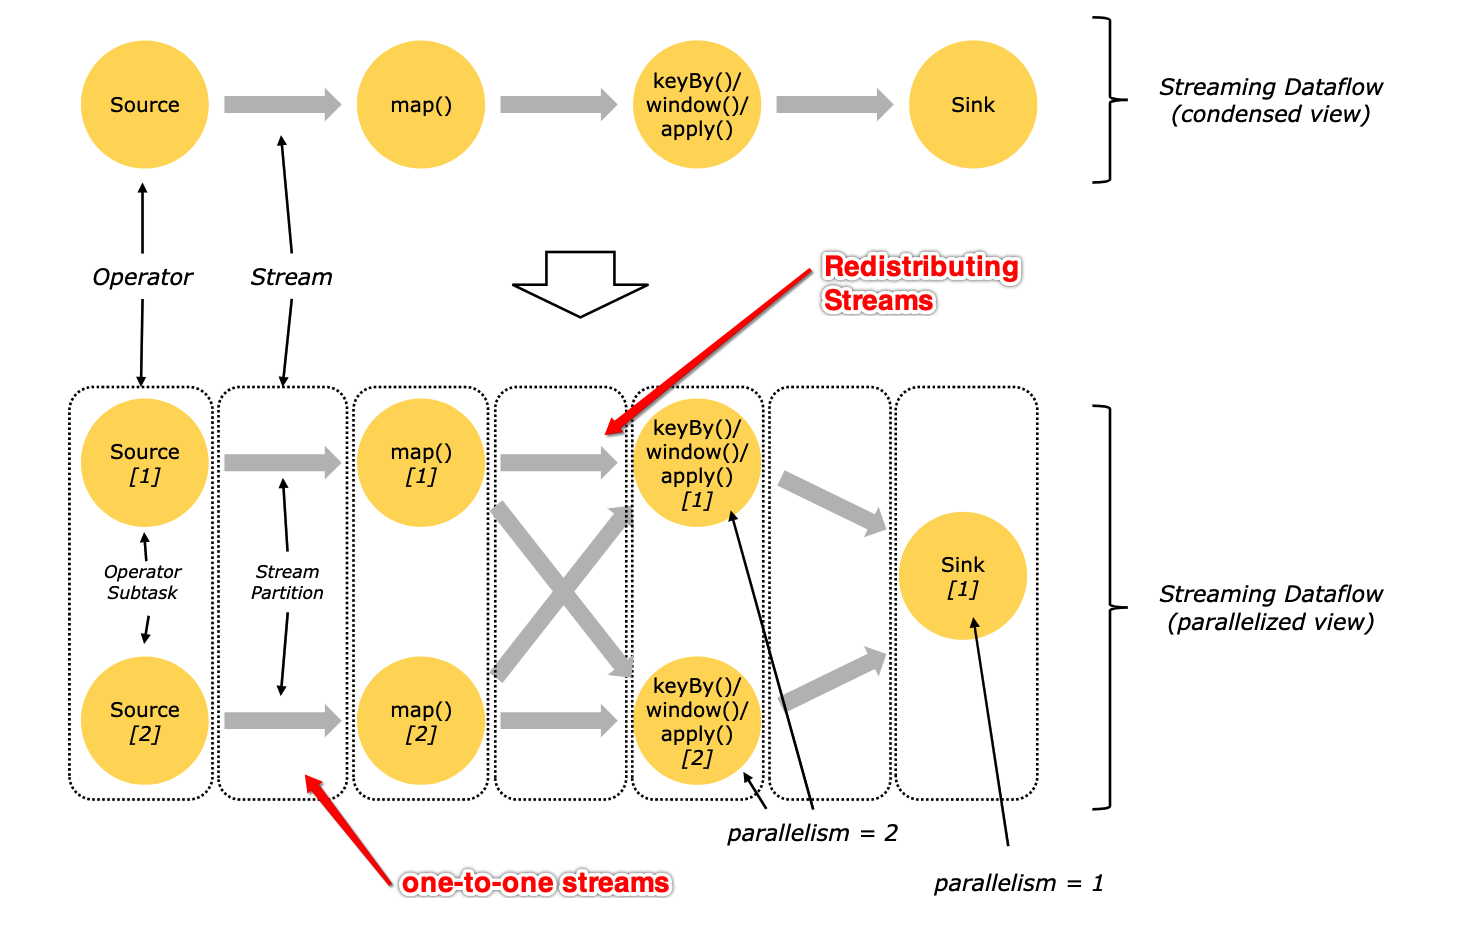 Source
map()
keyBy()/
window()/
apply()
Sink
Streaming Dataflow
(condensed view)
Operator
Stream
Redistributing
Streams
Source
[1]
map()
[1]
keyBy()/
window()/
apply()
[1]
Operator
Subtask
Stream
Partition
Sink
[1]
Streaming Dataflow
(parallelized view)
Source
[2]
map()
[2]
keyBy()/
window()/
apply()
[2]
parallelism = 2
one-to-one streams
parallelism = 1